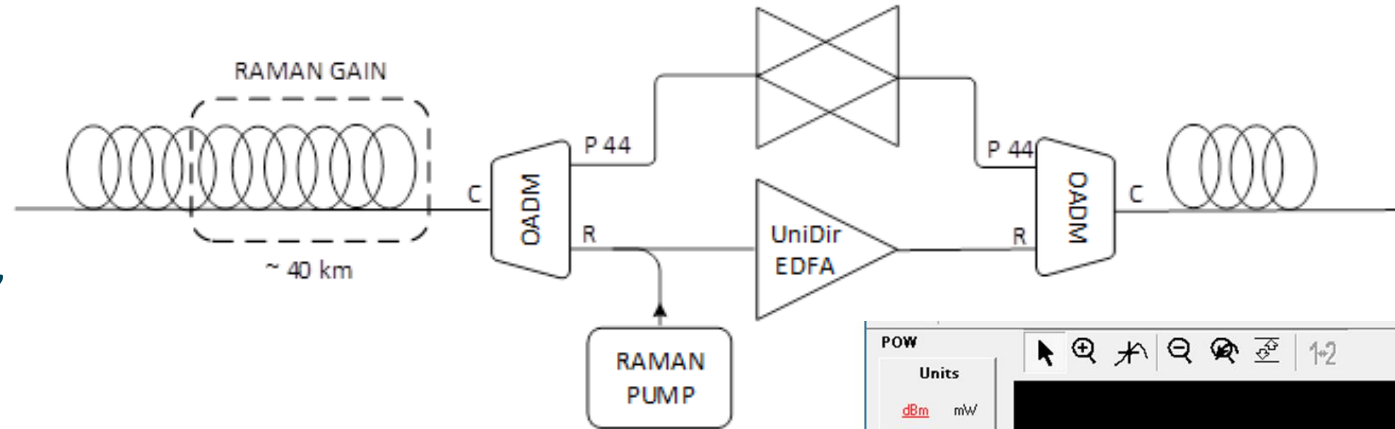 RAMAN GAIN
P 44
P 44
C
OADM
OADM
C
R
UniDir
EDFA
R
~ 40 km
,
RAMAN
PUMP
POW
Units
dBm mW
1↔2